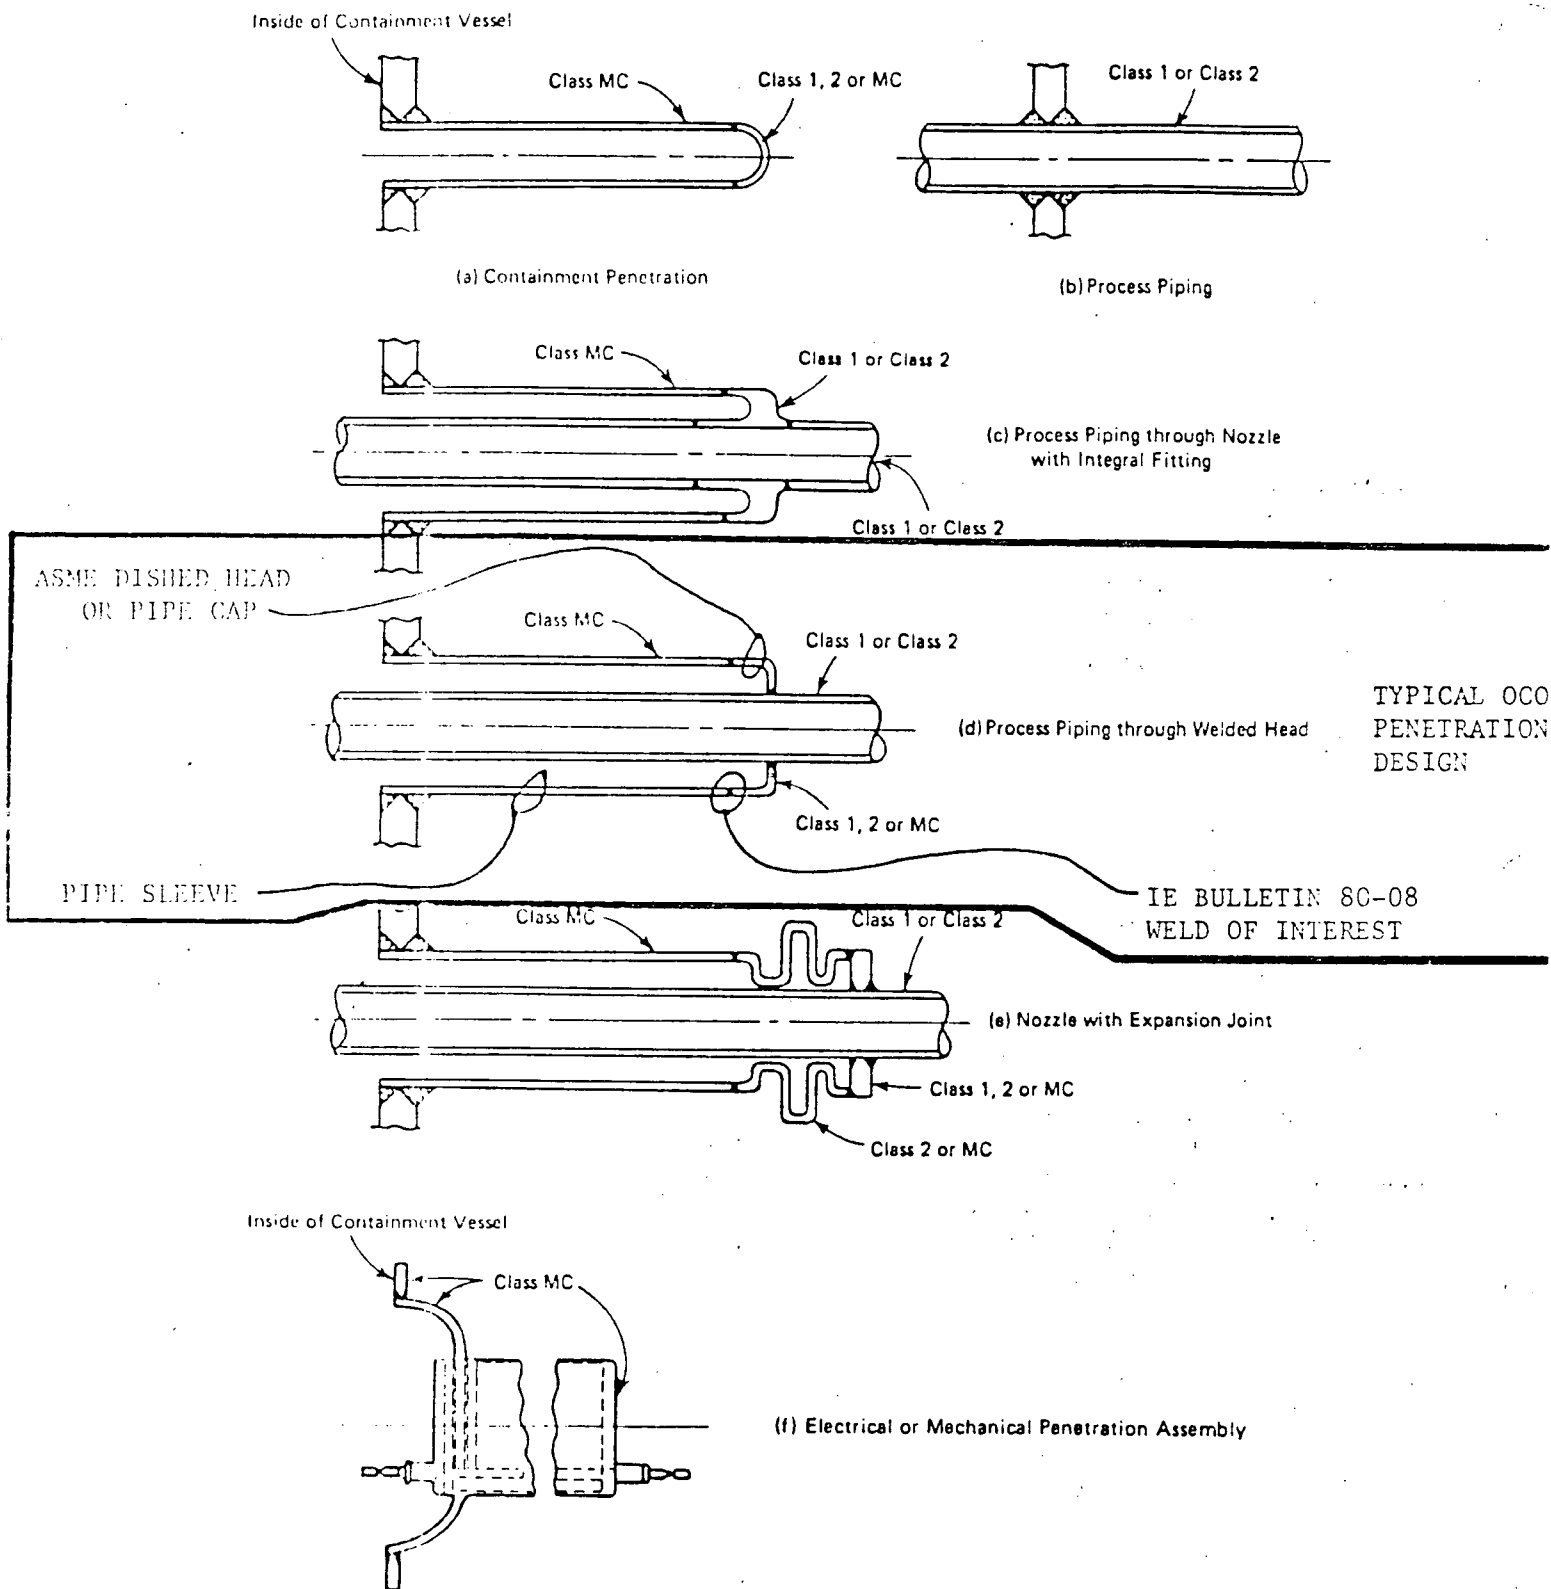 Inside of Containment Vessel
Class MC
Class 1, 2 or MC
Class 1 or Class 2
(a) Containment Penetration
(b) Process Piping
Class MC
Class 1 or Class 2
(c) Process Piping through Nozzle
with Integral Fitting
Class 1 or Class 2
ASME DISHED HEAD
OR PIPE CAP
Class MC
Class 1 or Class 2
(d) Process Piping through Welded Head
TYPICAL OCO
PENETRATION
DESIGN
Class 1, 2 or MC
PIPE SLEEVE
IE BULLETIN 80-08
WELD OF INTEREST
Class MC
Class 1 or Class 2
(e) Nozzle with Expansion Joint
Class 1, 2 or MC
Class 2 or MC
Inside of Containment Vessel
Class MC
(f) Electrical or Mechanical Penetration Assembly